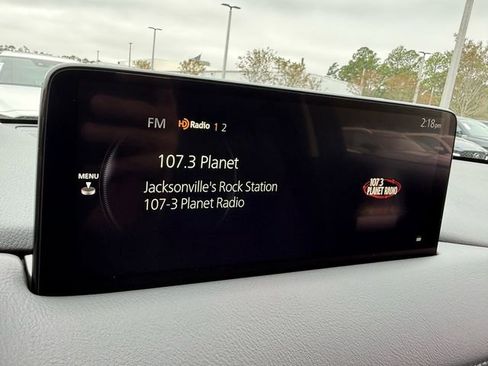 FM HD Radio 1 2 2:18pm
107.3 Planet
MENU
Jacksonville's Rock Station
107-3 Planet Radio
107.3
PLANET RADIO